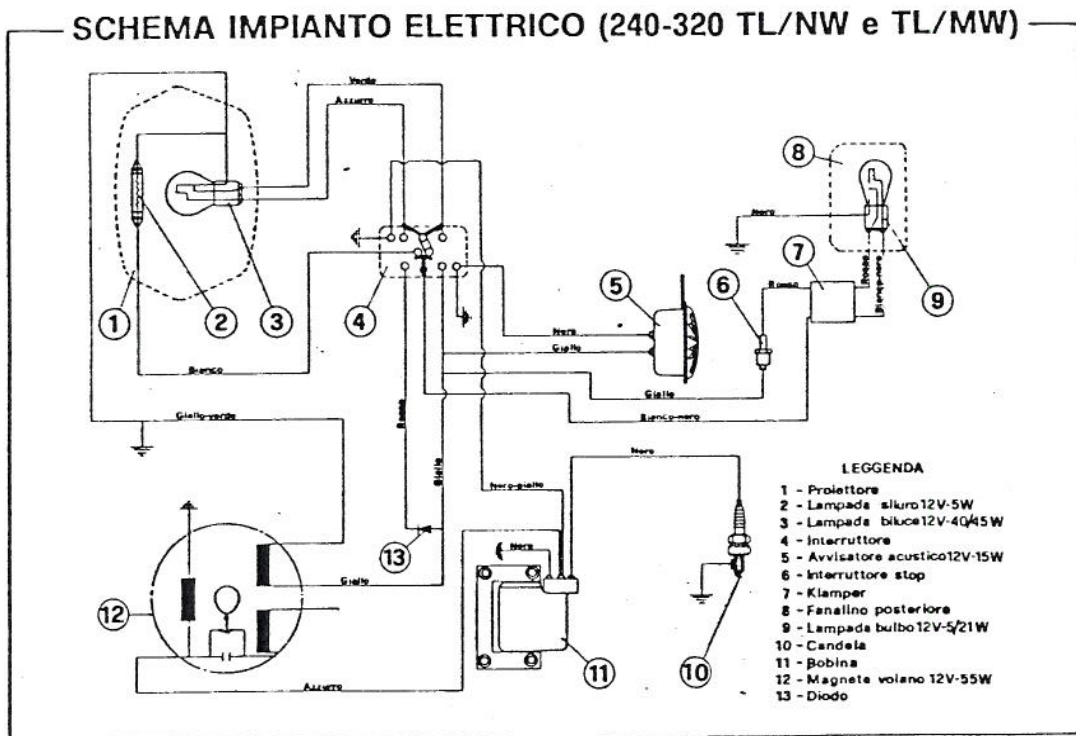 SCHEMA IMPIANTO ELETTRICO (240-320 TL/NW e TL/MW)
Verde
Azzurro
8
Nero
7
Rosso
Bianco-nero
9
1
2
3
4
5
6
Rosso
Nero
Giallo
Bianco
Giallo
Giallo-verde
Rosso
Bianco-nero
Giallo
Nero
Nero-giallo
13
Nero
Giallo
12
11
10
Azzurro
LEGGENDA
1 - Proiettore
2 - Lampada siluro 12V-5W
3 - Lampada biluce 12V-40/45W
4 - Interruttore
5 - Avvisatore acustico 12V-15W
6 - Interruttore stop
7 - Klamper
8 - Fanalino posteriore
9 - Lampada bulbo 12V-5/21W
10 - Candela
11 - Bobina
12 - Magnete volano 12V-55W
13 - Diodo